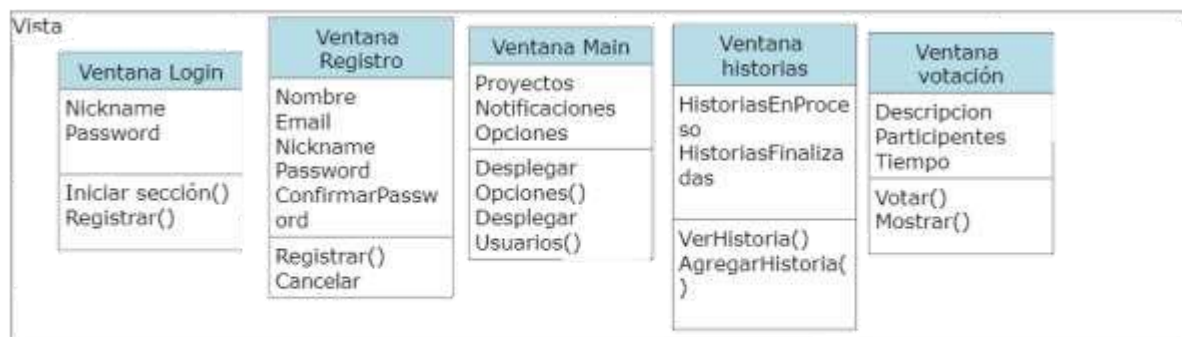 Vista
Ventana Login
Nickname
Password
Iniciar sección()
Registrar()
Ventana
Registro
Nombre
Email
Nickname
Password
ConfirmarPassw
ord
Registrar()
Cancelar
Ventana Main
Proyectos
Notificaciones
Opciones
Desplegar
Opciones()
Desplegar
Usuarios()
Ventana
historias
HistoriasEnProce
so
HistoriasFinaliza
das
VerHistoria()
AgregarHistoria(
)
Ventana
votación
Descripcion
Participentes
Tiempo
Votar()
Mostrar()